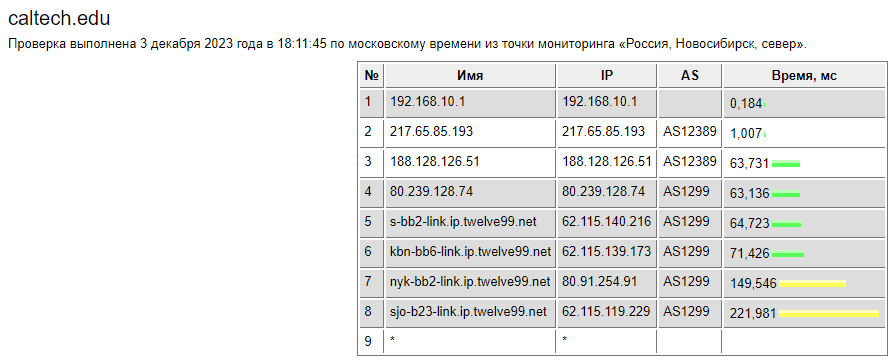 caltech.edu
Проверка выполнена 3 декабря 2023 года в 18:11:45 по московскому времени из точки мониторинга «Россия, Новосибирск, север».
№ Имя IP AS Время, мс
1 192.168.10.1 192.168.10.1 0,184
2 217.65.85.193 217.65.85.193 AS12389 1,007
3 188.128.126.51 188.128.126.51 AS12389 63,731
4 80.239.128.74 80.239.128.74 AS1299 63,136
5 s-bb2-link.ip.twelve99.net 62.115.140.216 AS1299 64,723
6 kbn-bb6-link.ip.twelve99.net 62.115.139.173 AS1299 71,426
7 nyk-bb2-link.ip.twelve99.net 80.91.254.91 AS1299 149,546
8 sjo-b23-link.ip.twelve99.net 62.115.119.229 AS1299 221,981
9 * *